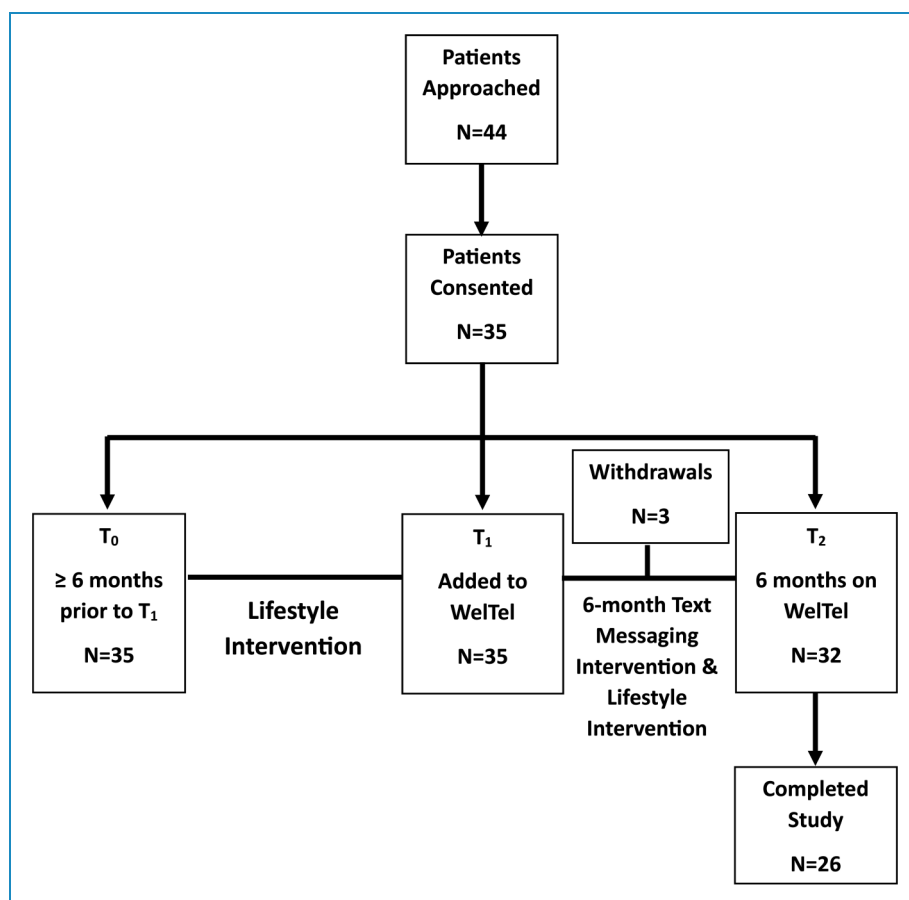 Patients
Approached
N=44
Patients
Consented
N=35
Withdrawals
N=3
T₀
≥ 6 months
prior to T₁
N=35
Lifestyle
Intervention
T₁
Added to
WelTel
N=35
6-month Text
Messaging
Intervention &
Lifestyle
Intervention
T₂
6 months on
WelTel
N=32
Completed
Study
N=26